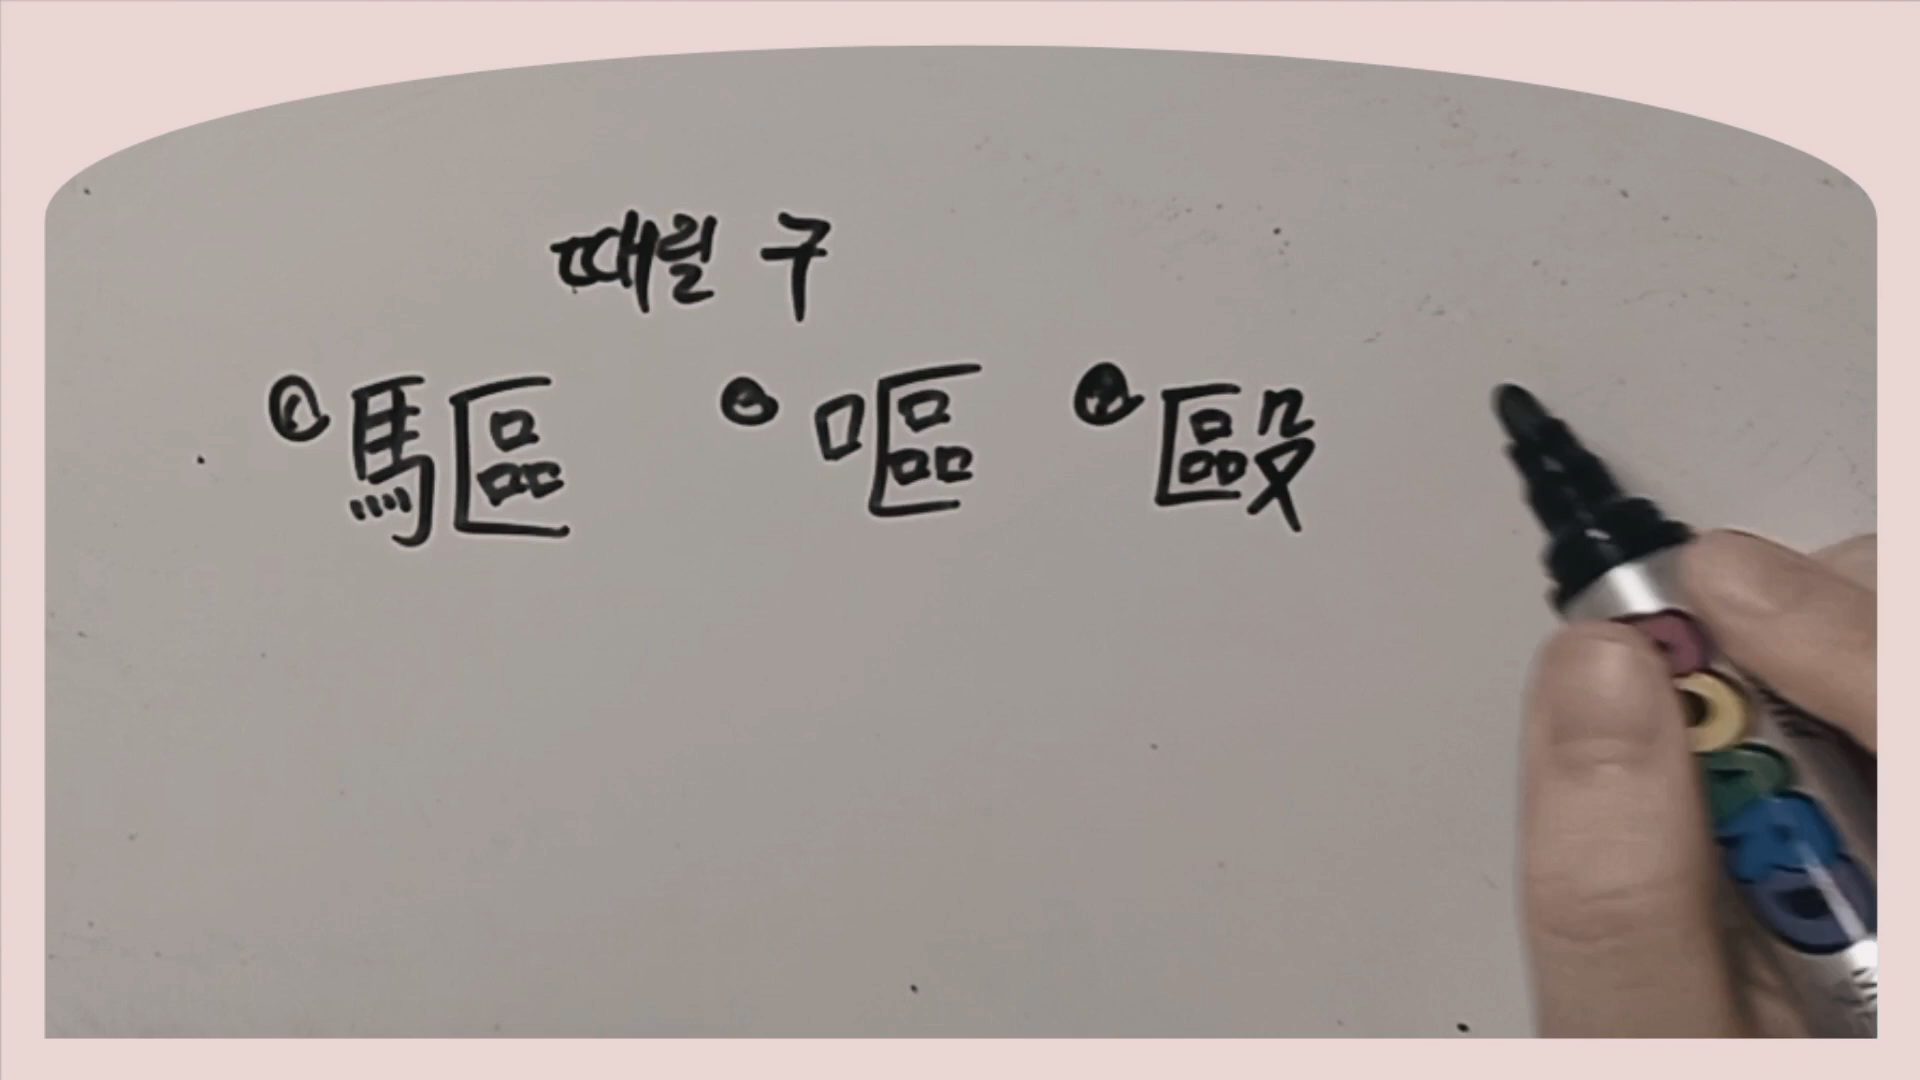 때릴 구
① 驅 ② 嘔 ③ 毆